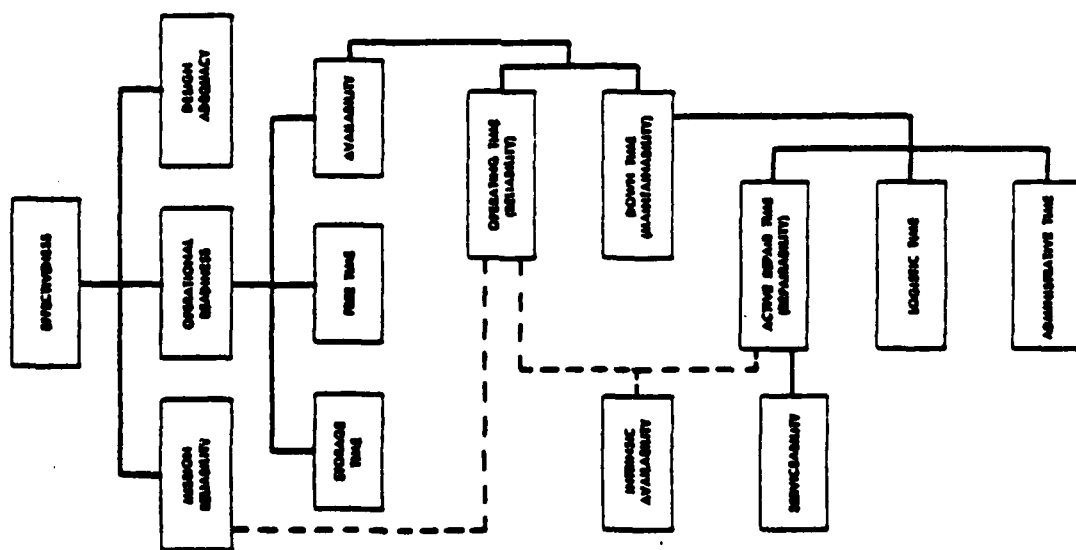 EFFECTIVENESS
MISSION
RELIABILITY
OPERATIONAL
READINESS
DESIGN
ADEQUACY
STORAGE
TIME
FREE TIME
AVAILABILITY
OPERATING TIME
(RELIABILITY)
DOWN TIME
(MAINTAINABILITY)
INTRINSIC
AVAILABILITY
ACTIVE REPAIR TIME
(REPAIRABILITY)
SERVICEABILITY
LOGISTIC TIME
ADMINISTRATIVE TIME